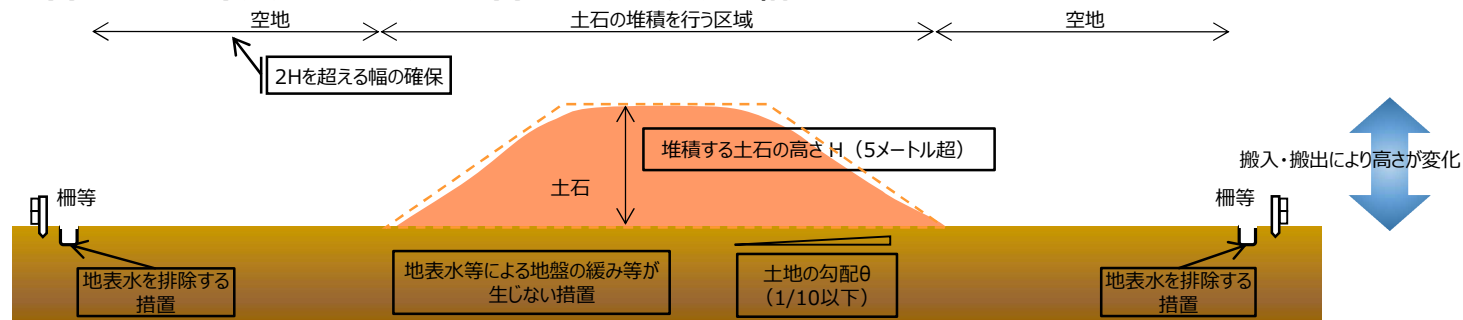 空地
土石の堆積を行う区域
空地
2Hを超える幅の確保
堆積する土石の高さH（5メートル超）
搬入・搬出により高さが変化
土石
柵等
柵等
地表水を排除する
措置
地表水等による地盤の緩み等が
生じない措置
土地の勾配θ
（1/10以下）
地表水を排除する
措置